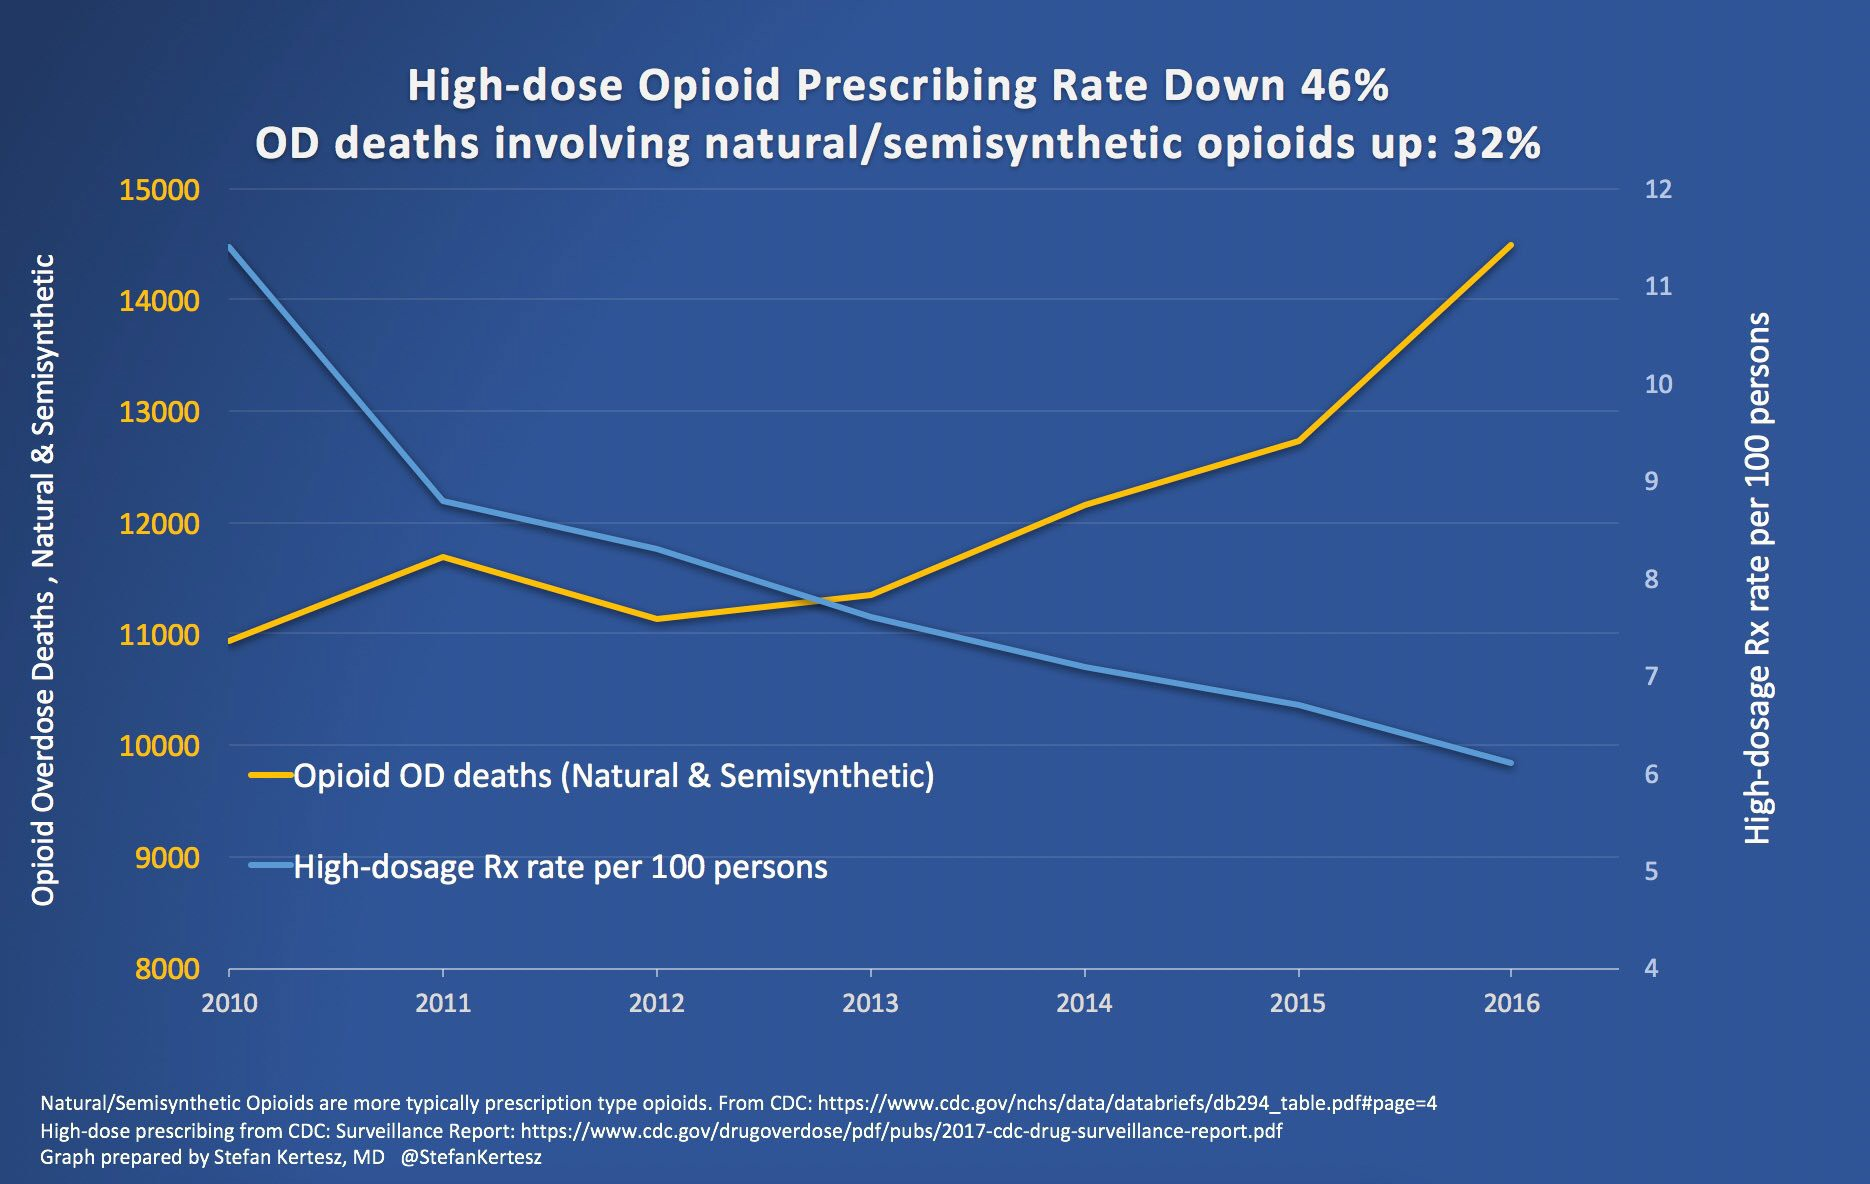 High-dose Opioid Prescribing Rate Down 46%
OD deaths involving natural/semisynthetic opioids up: 32%
Opioid Overdose Deaths , Natural & Semisynthetic
15000
14000
13000
12000
11000
10000
9000
8000
12
11
10
9
8
7
6
5
4
High-dosage Rx rate per 100 persons
Opioid OD deaths (Natural & Semisynthetic)
High-dosage Rx rate per 100 persons
2010 2011 2012 2013 2014 2015 2016
Natural/Semisynthetic Opioids are more typically prescription type opioids. From CDC: https://www.cdc.gov/nchs/data/databriefs/db294_table.pdf#page=4
High-dose prescribing from CDC: Surveillance Report: https://www.cdc.gov/drugoverdose/pdf/pubs/2017-cdc-drug-surveillance-report.pdf
Graph prepared by Stefan Kertesz, MD @StefanKertesz